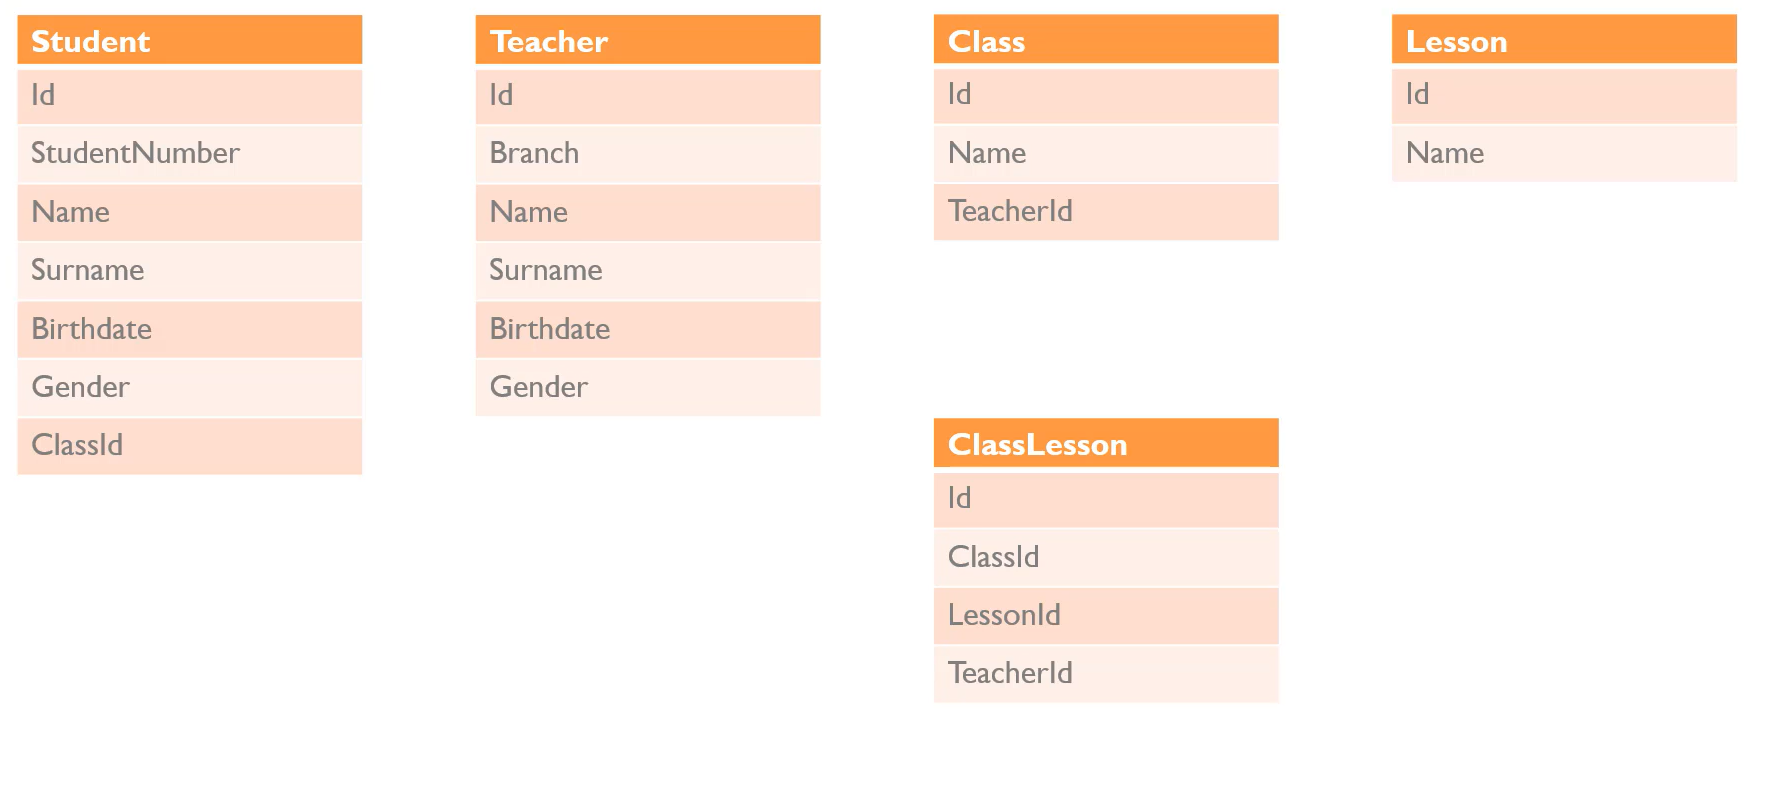 Student
Id
StudentNumber
Name
Surname
Birthdate
Gender
ClassId
Teacher
Id
Branch
Name
Surname
Birthdate
Gender
Class
Id
Name
TeacherId
Lesson
Id
Name
ClassLesson
Id
ClassId
LessonId
TeacherId